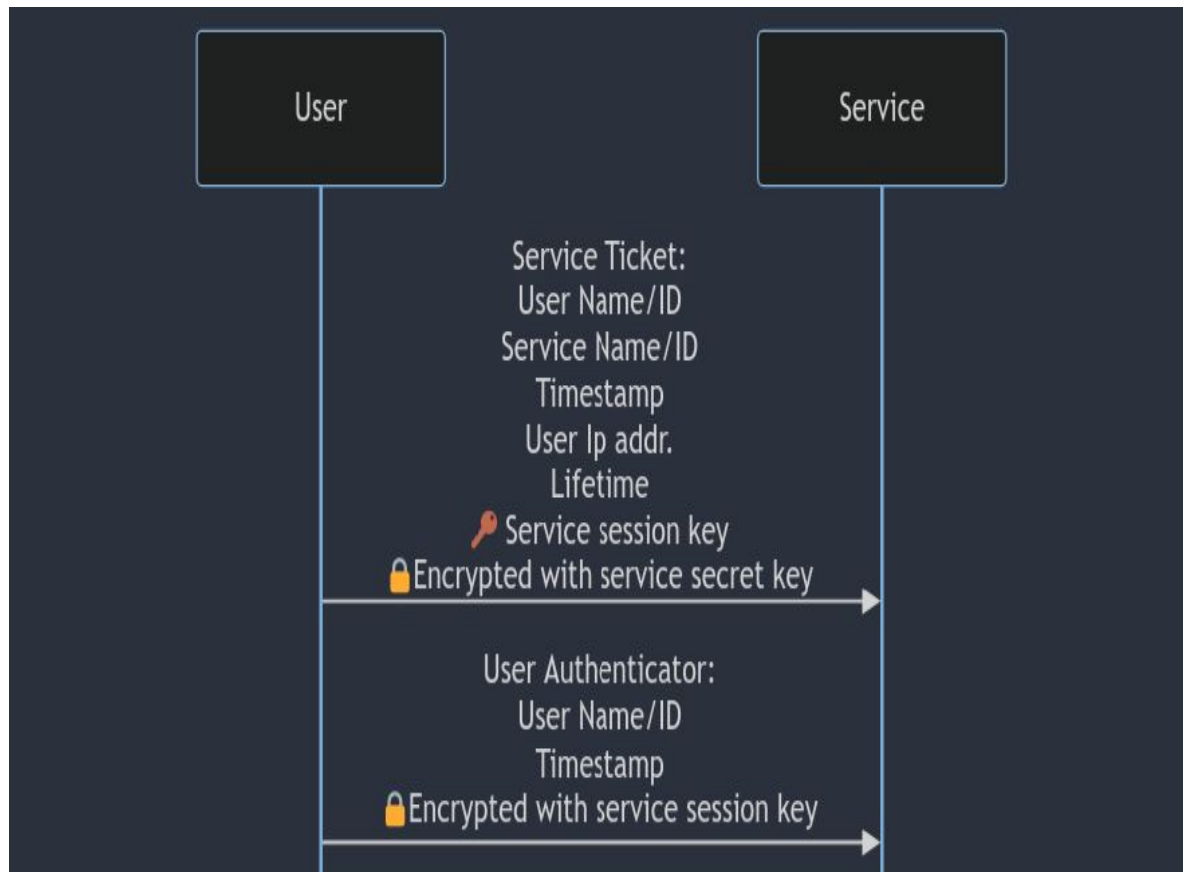 User
Service
Service Ticket:
User Name/ID
Service Name/ID
Timestamp
User Ip addr.
Lifetime
🔑 Service session key
🔒Encrypted with service secret key
User Authenticator:
User Name/ID
Timestamp
🔒Encrypted with service session key